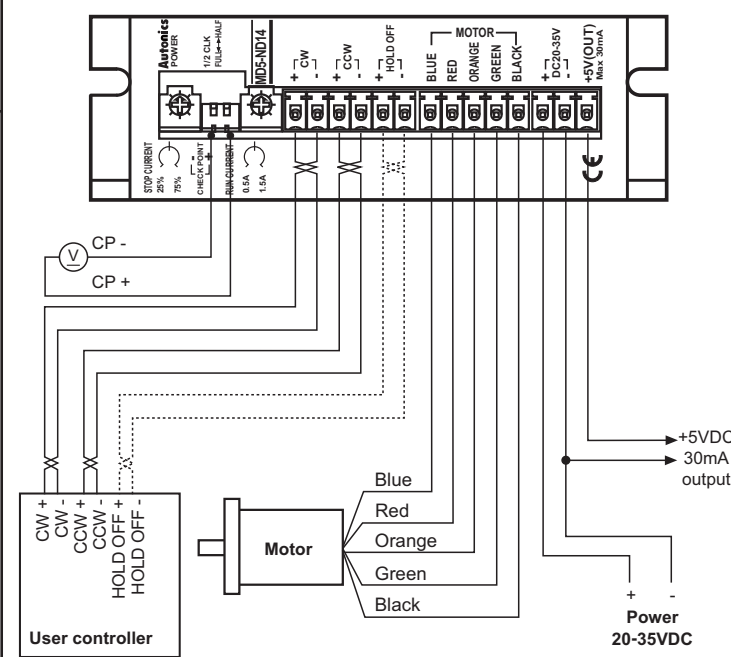 Autonics
POWER
1/2 CLK
FULL↔HALF
MD5-ND14
+ CW -
+ CCW -
+ HOLD OFF -
MOTOR
BLUE
RED
ORANGE
GREEN
BLACK
+ DC20-35V -
+5V(OUT)
Max 30mA
STOP CURRENT
25%
75%
CHECK POINT
- +
RUN CURRENT
0.5A
1.5A
CE
V
CP -
CP +
CW +
CW -
CCW +
CCW -
HOLD OFF +
HOLD OFF -
User controller
Motor
Blue
Red
Orange
Green
Black
+5VDC
30mA
output
+ -
Power
20-35VDC